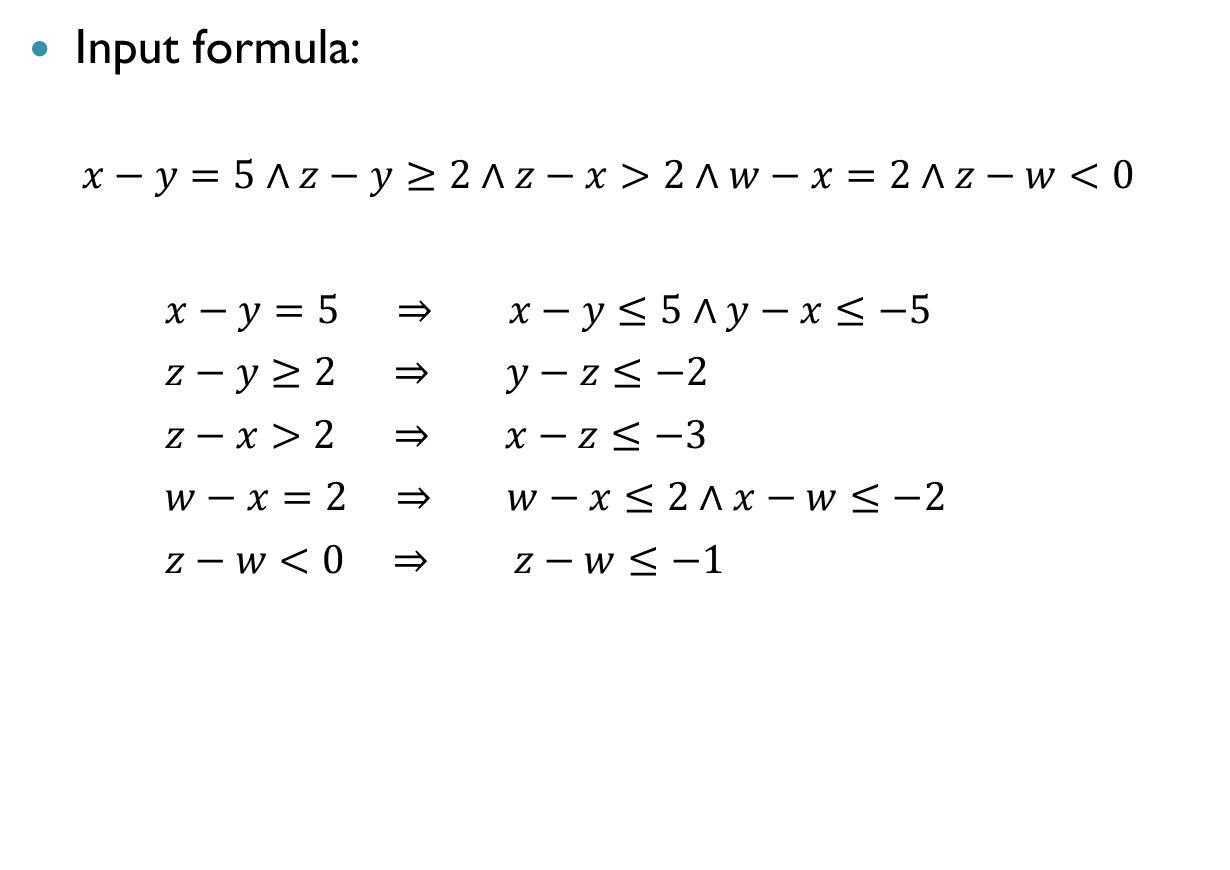 • Input formula:
x − y = 5 ∧ z − y ≥ 2 ∧ z − x > 2 ∧ w − x = 2 ∧ z − w < 0
x − y = 5 ⇒ x − y ≤ 5 ∧ y − x ≤ −5
z − y ≥ 2 ⇒ y − z ≤ −2
z − x > 2 ⇒ x − z ≤ −3
w − x = 2 ⇒ w − x ≤ 2 ∧ x − w ≤ −2
z − w < 0 ⇒ z − w ≤ −1